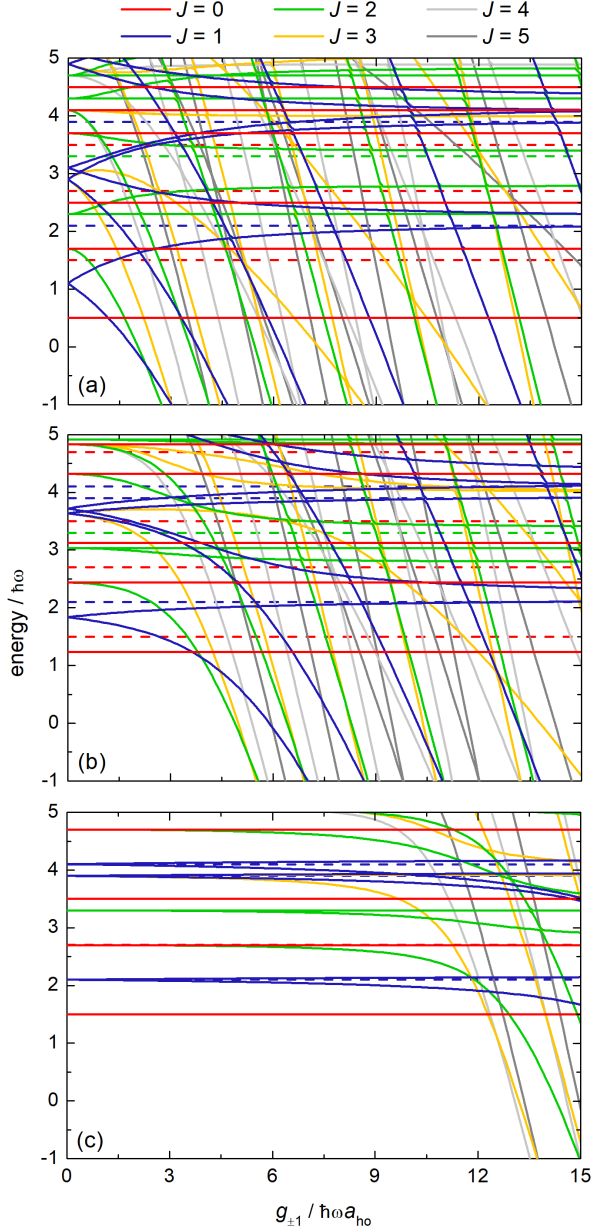 J = 0 J = 2 J = 4
J = 1 J = 3 J = 5
5
4
3
2
1
0
-1
(a)
5
4
3
2
1
0
-1
(b)
energy / ħω
5
4
3
2
1
0
-1
(c)
0 3 6 9 12 15
g±1 / ħωaho